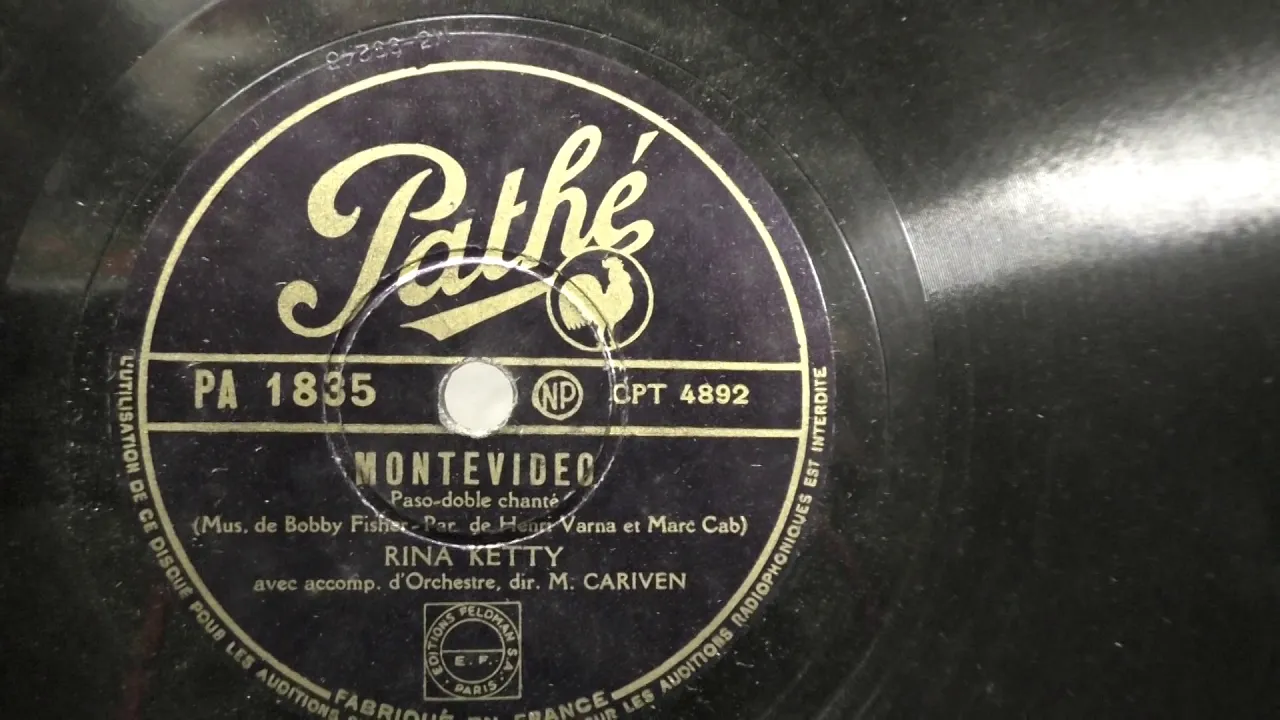 Pathé
PA 1835 NP CPT 4892
MONTEVIDEO
Paso-doble chanté
(Mus. de Bobby Fisher - Par. de Henri Varna et Marc Cab)
RINA KETTY
avec accomp. d'Orchestre, dir. M. CARIVEN
EDITIONS FELDMAN S.A.
E. F.
PARIS
L'UTILISATION DE CE DISQUE POUR LES AUDITIONS
FABRIQUÉ EN FRANCE
LES AUDITIONS RADIOPHONIQUES EST INTERDITE